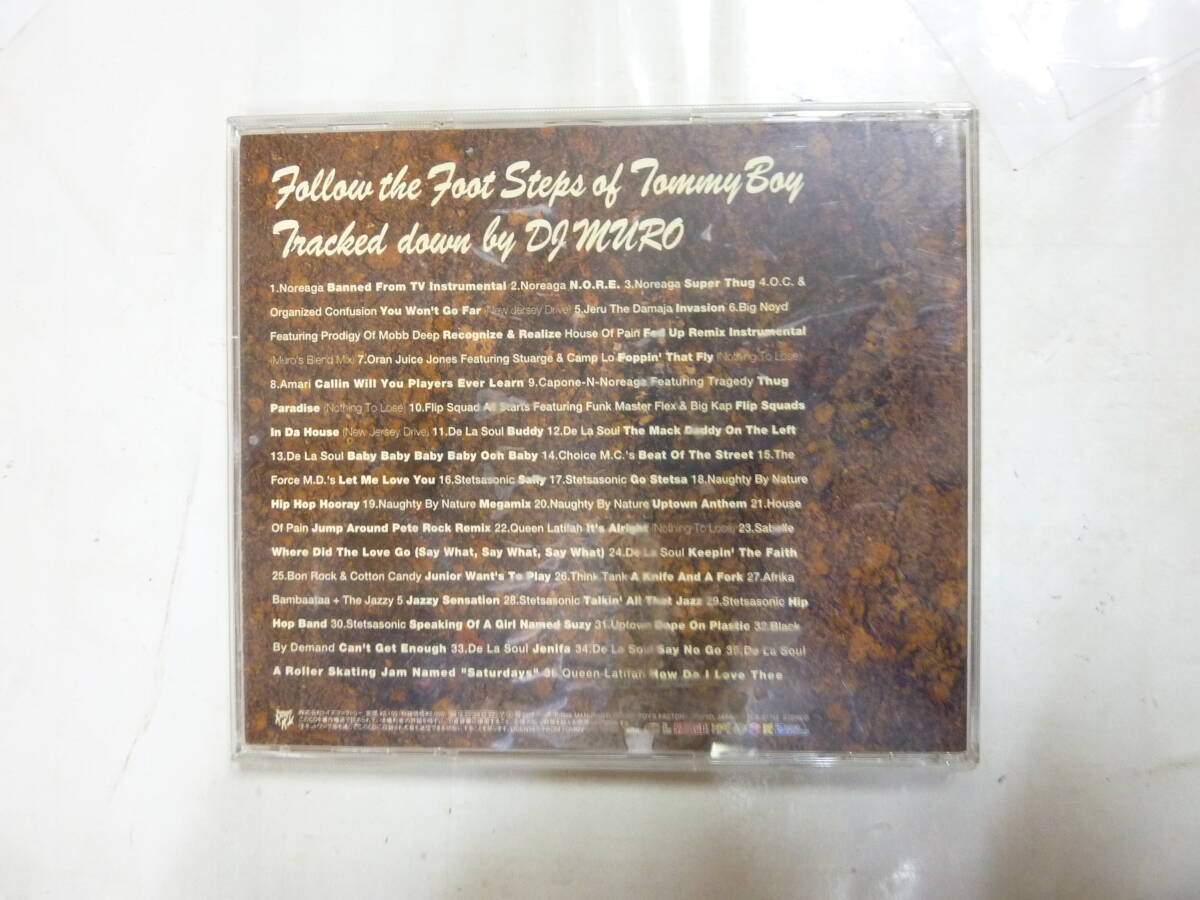 Follow the Foot Steps of Tommy Boy
Tracked down by DJ MURO
1.Noreaga Banned From TV Instrumental 2.Noreaga N.O.R.E. 3.Noreaga Super Thug 4.O.C. &
Organized Confusion You Won't Go Far (New Jersey Drive) 5.Jeru The Damaja Invasion 6.Big Noyd
Featuring Prodigy Of Mobb Deep Recognize & Realize House Of Pain Fed Up Remix Instrumental
(Muro's Blend Mix) 7.Oran Juice Jones Featuring Stuarge & Camp Lo Poppin' That Fly (Nothing To Lose)
8.Amari Callin Will You Players Ever Learn 9.Capone-N-Noreaga Featuring Tragedy Thug
Paradise (Nothing To Lose) 10.Flip Squad All Starts Featuring Funk Master Flex & Big Kap Flip Squads
In Da House (New Jersey Drive) 11.De La Soul Buddy 12.De La Soul The Mack Daddy On The Left
13.De La Soul Baby Baby Baby Baby Ooh Baby 14.Choice M.C.'s Beat Of The Street 15.The
Force M.D.'s Let Me Love You 16.Stetsasonic Sally 17.Stetsasonic Go Stetsa 18.Naughty By Nature
Hip Hop Hooray 19.Naughty By Nature Megamix 20.Naughty By Nature Uptown Anthem 21.House
Of Pain Jump Around Pete Rock Remix 22.Queen Latifah It's Alright (Nothing To Lose) 23.Sabelle
Where Did The Love Go (Say What, Say What, Say What) 24.De La Soul Keepin' The Faith
25.Bon Rock & Cotton Candy Junior Want's To Play 26.Think Tank A Knife And A Fork 27.Afrika
Bambaataa + The Jazzy 5 Jazzy Sensation 28.Stetsasonic Talkin' All That Jazz 29.Stetsasonic Hip
Hop Band 30.Stetsasonic Speaking Of A Girl Named Suzy 31.Uptown Dope On Plastic 32.Black
By Demand Can't Get Enough 33.De La Soul Jenifa 34.De La Soul Say No Go 35.De La Soul
A Roller Skating Jam Named "Saturdays" 36.Queen Latifah How Do I Love Thee